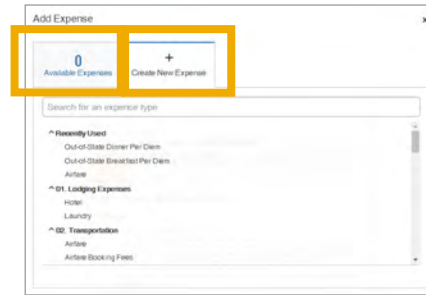 Add Expense
x
0
Available Expenses
+
Create New Expense
Search for an expense type
^ Recently Used
Out-of-State Dinner Per Diem
Out-of-State Breakfast Per Diem
Airfare
^ 01. Lodging Expenses
Hotel
Laundry
^ 02. Transportation
Airfare
Airfare Booking Fees